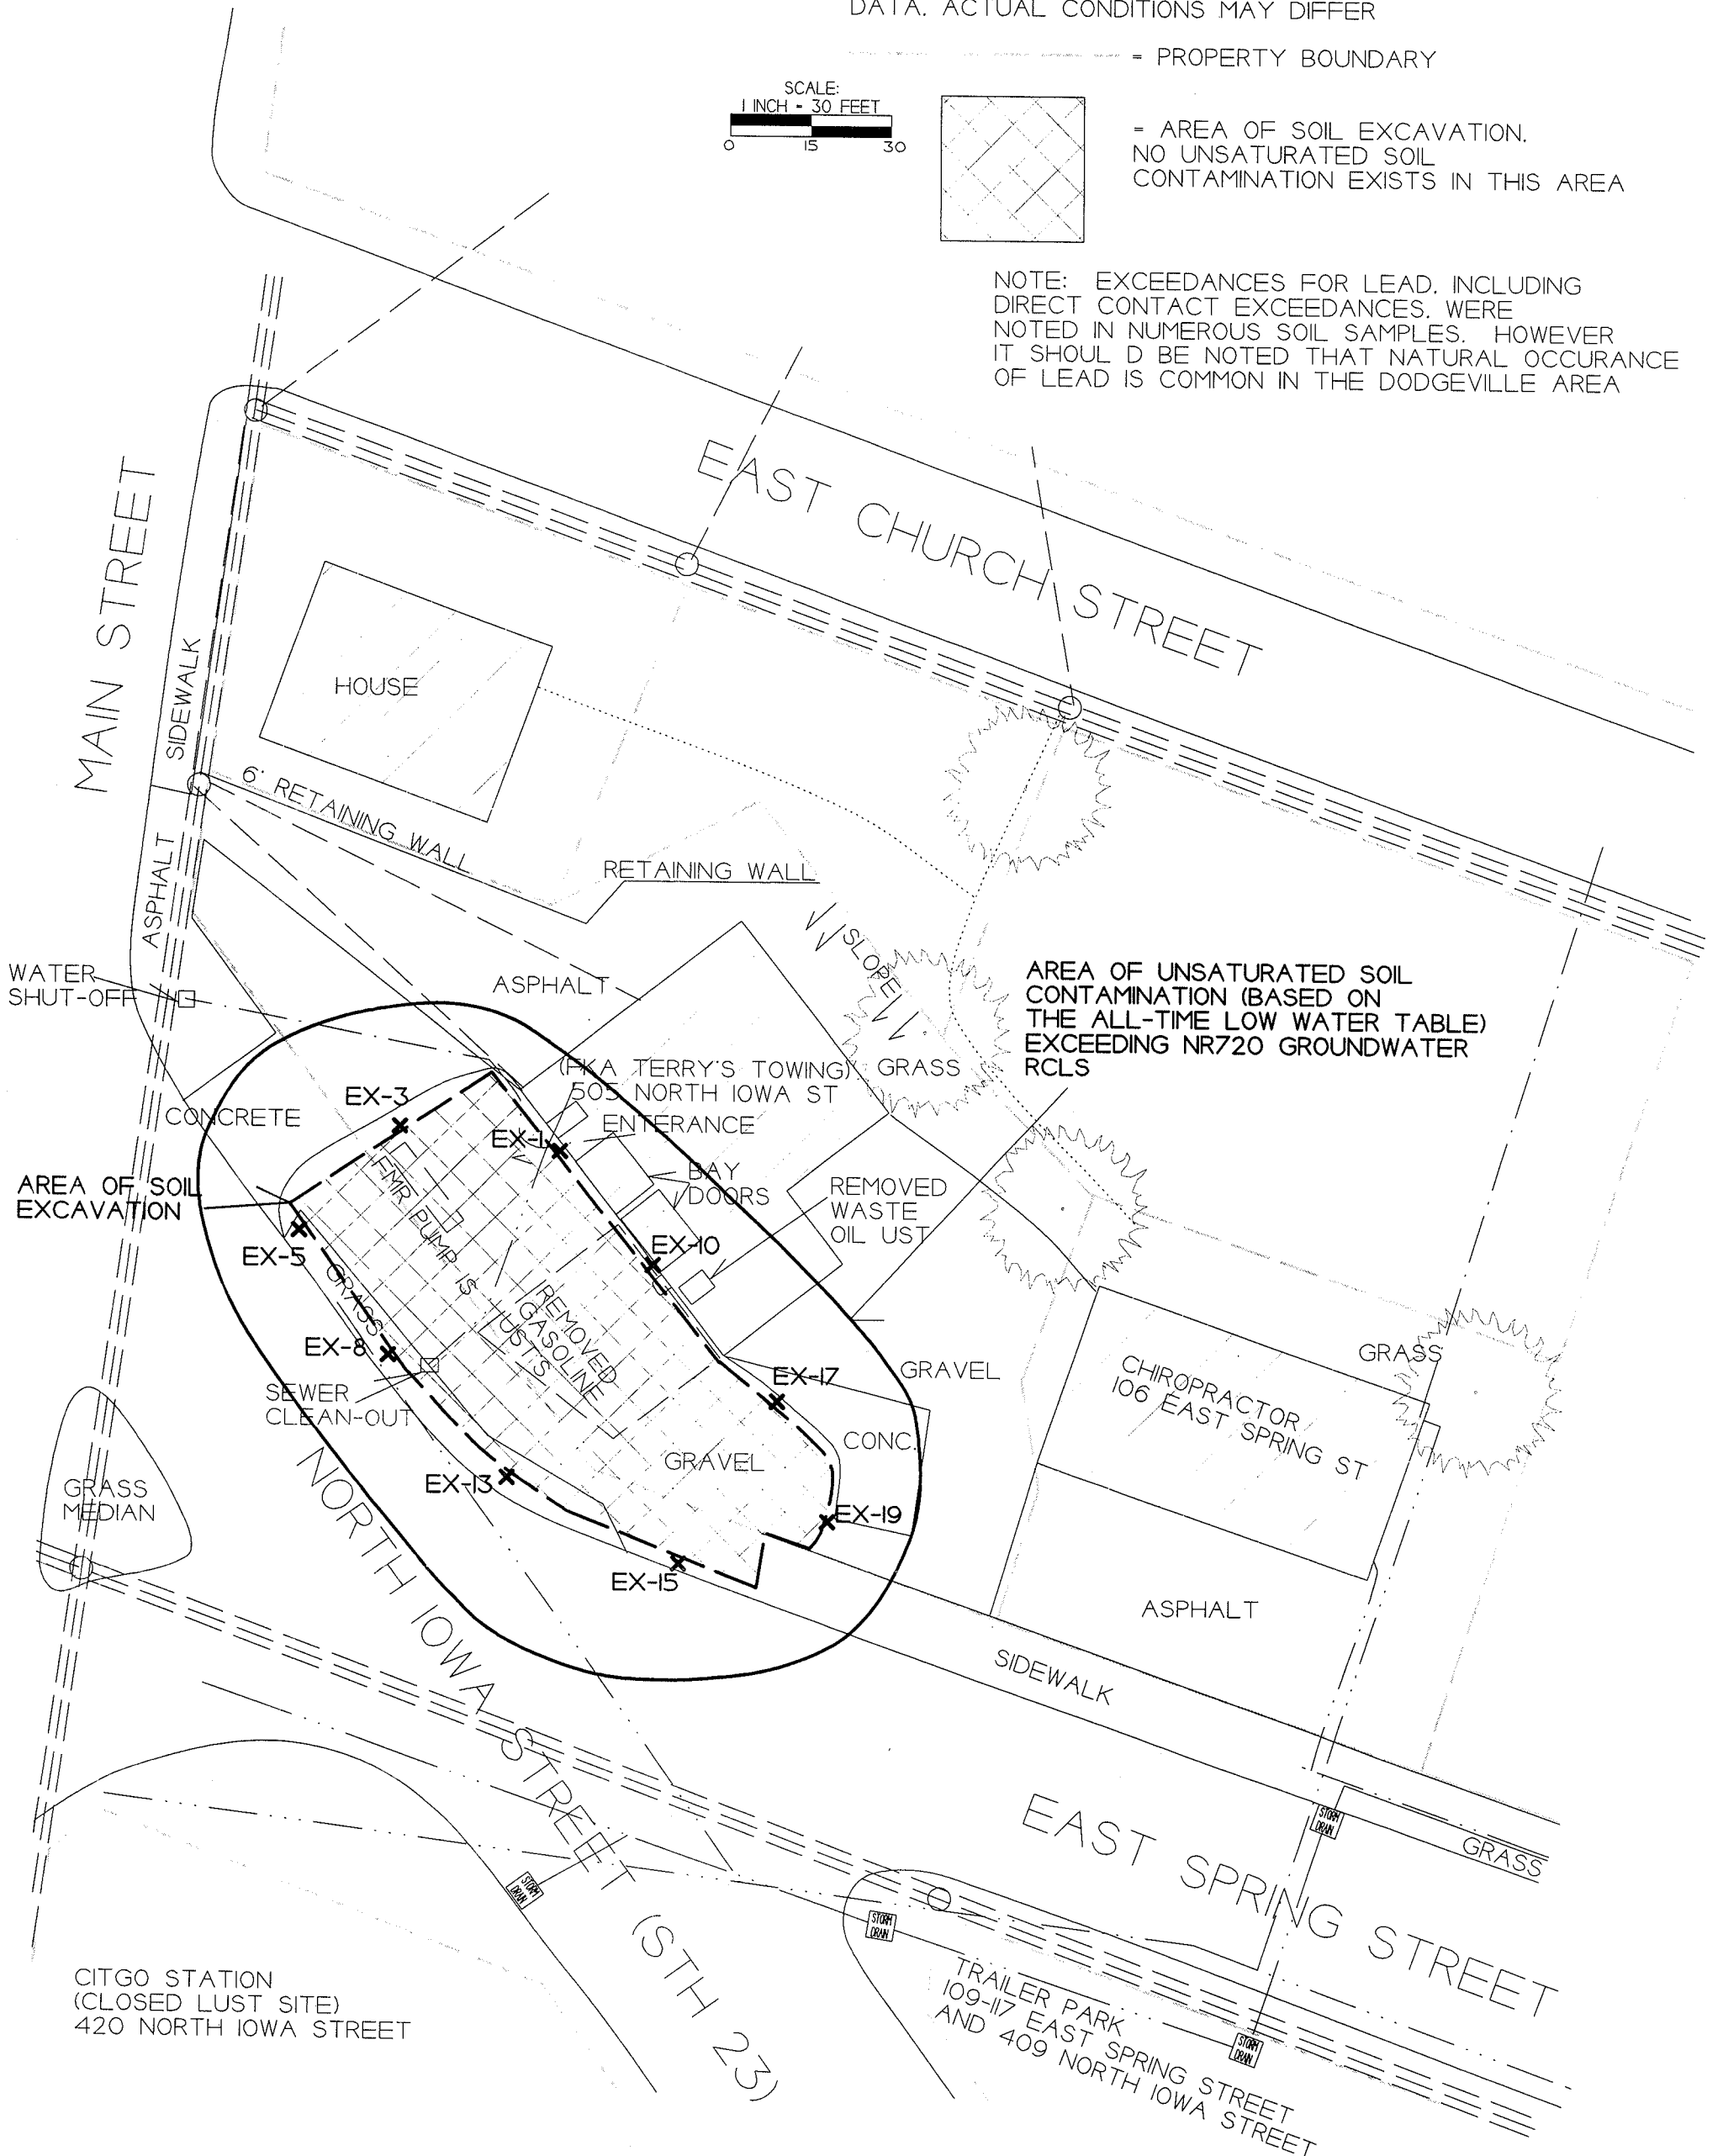 DATA. ACTUAL CONDITIONS MAY DIFFER
= PROPERTY BOUNDARY
SCALE:
1 INCH = 30 FEET
0 15 30
= AREA OF SOIL EXCAVATION.
NO UNSATURATED SOIL
CONTAMINATION EXISTS IN THIS AREA
NOTE: EXCEEDANCES FOR LEAD, INCLUDING
DIRECT CONTACT EXCEEDANCES, WERE
NOTED IN NUMEROUS SOIL SAMPLES. HOWEVER
IT SHOUL D BE NOTED THAT NATURAL OCCURANCE
OF LEAD IS COMMON IN THE DODGEVILLE AREA
EAST CHURCH STREET
MAIN STREET
SIDEWALK
HOUSE
6' RETAINING WALL
RETAINING WALL
ASPHALT
WATER
SHUT-OFF
ASPHALT
SLOPE
AREA OF UNSATURATED SOIL
CONTAMINATION (BASED ON
THE ALL-TIME LOW WATER TABLE)
EXCEEDING NR720 GROUNDWATER
RCLS
(FKA TERRY'S TOWING)
505 NORTH IOWA ST
GRASS
EX-3
CONCRETE
EX-1
ENTRANCE
BAY
DOORS
AREA OF SOIL
EXCAVATION
REMOVED
WASTE
OIL UST
FMR. PUMP IS
EX-5
EX-10
GRASS
REMOVED
GASOLINE
UST'S
EX-8
SEWER
CLEAN-OUT
EX-17
GRAVEL
CHIROPRACTOR
106 EAST SPRING ST
GRASS
CONC.
GRAVEL
EX-13
EX-19
EX-15
GRASS
MEDIAN
ASPHALT
SIDEWALK
NORTH IOWA STREET (STH 23)
EAST SPRING STREET
STORM
DRAIN
GRASS
STORM
DRAIN
STORM
DRAIN
STORM
DRAIN
CITGO STATION
(CLOSED LUST SITE)
420 NORTH IOWA STREET
TRAILER PARK
109-117 EAST SPRING STREET
AND 409 NORTH IOWA STREET